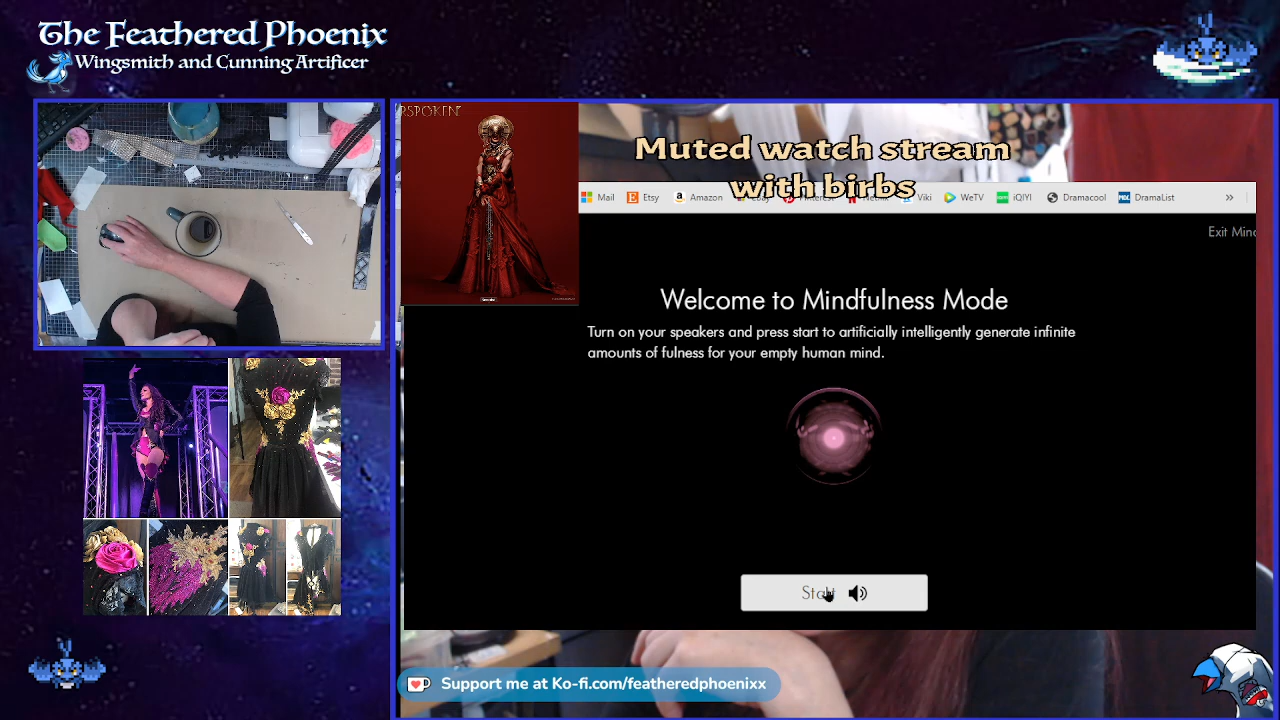 The Feathered Phoenix
Wingsmith and Cunning Artificer
RSPOKEN
Muted watch stream
with birbs
Mail Etsy Amazon Viki WeTV iQIYI Dramacool DramaList »
Exit Minc
Welcome to Mindfulness Mode
Turn on your speakers and press start to artificially intelligently generate infinite
amounts of fulness for your empty human mind.
Start
Support me at Ko-fi.com/featheredphoenixx